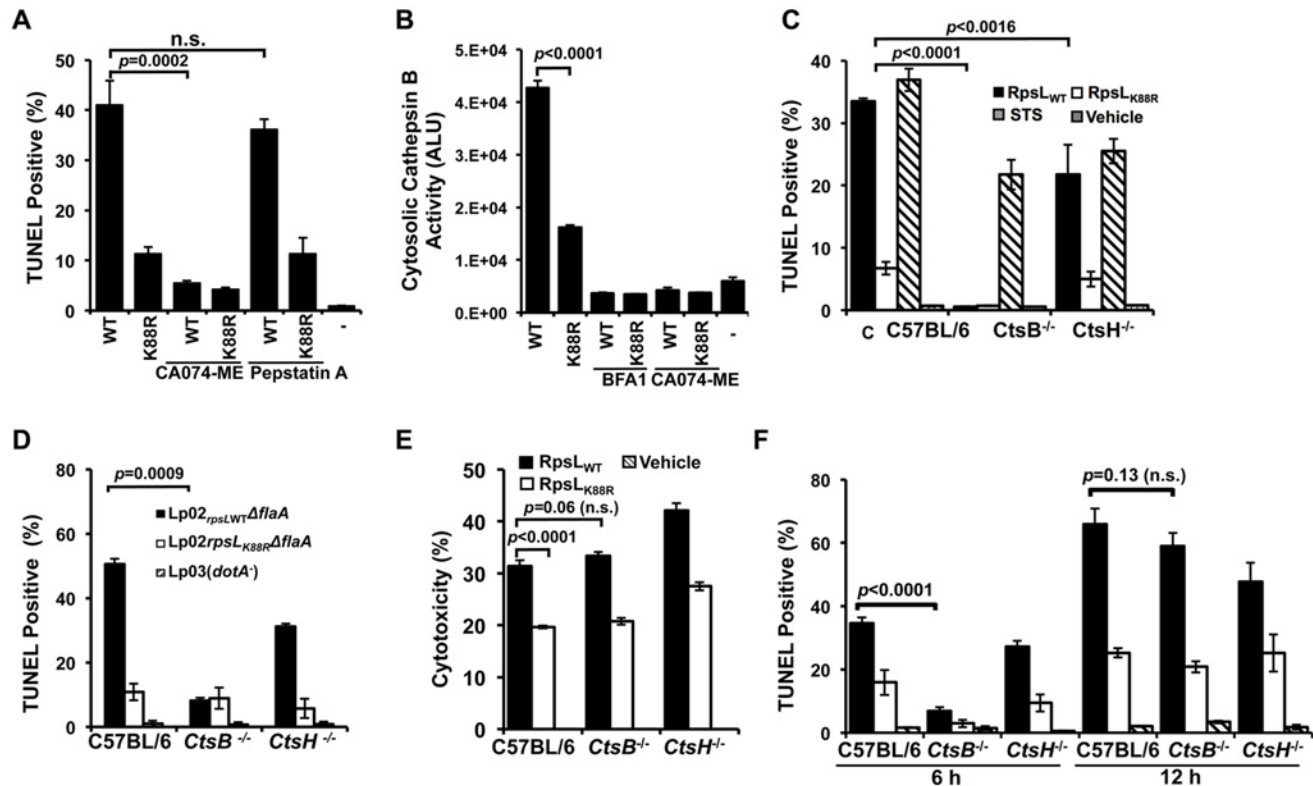 A
n.s.
p=0.0002
TUNEL Positive (%)
50
40
30
20
10
0
WT
K88R
WT
K88R
WT
K88R
-
CA074-ME
Pepstatin A
B
p<0.0001
Cytosolic Cathepsin B
Activity (ALU)
5.E+04
4.E+04
3.E+04
2.E+04
1.E+04
0.E+00
WT
K88R
WT
K88R
WT
K88R
-
BFA1
CA074-ME
C
p<0.0016
p<0.0001
RpsLWT
RpsLK88R
STS
Vehicle
TUNEL Positive (%)
40
30
20
10
0
C
C57BL/6
CtsB-/-
CtsH-/-
D
p=0.0009
Lp02rpsLWTΔflaA
Lp02rpsLK88RΔflaA
Lp03(dotA-)
TUNEL Positive (%)
80
60
40
20
0
C57BL/6
CtsB -/-
CtsH -/-
E
RpsLWT
Vehicle
RpsLK88R
p=0.06 (n.s.)
p<0.0001
Cytotoxicity (%)
50
40
30
20
10
0
C57BL/6
CtsB-/-
CtsH-/-
F
p=0.13 (n.s.)
p<0.0001
TUNEL Positive (%)
80
60
40
20
0
C57BL/6
CtsB-/-
CtsH-/-
C57BL/6
CtsB-/-
CtsH-/-
6 h
12 h